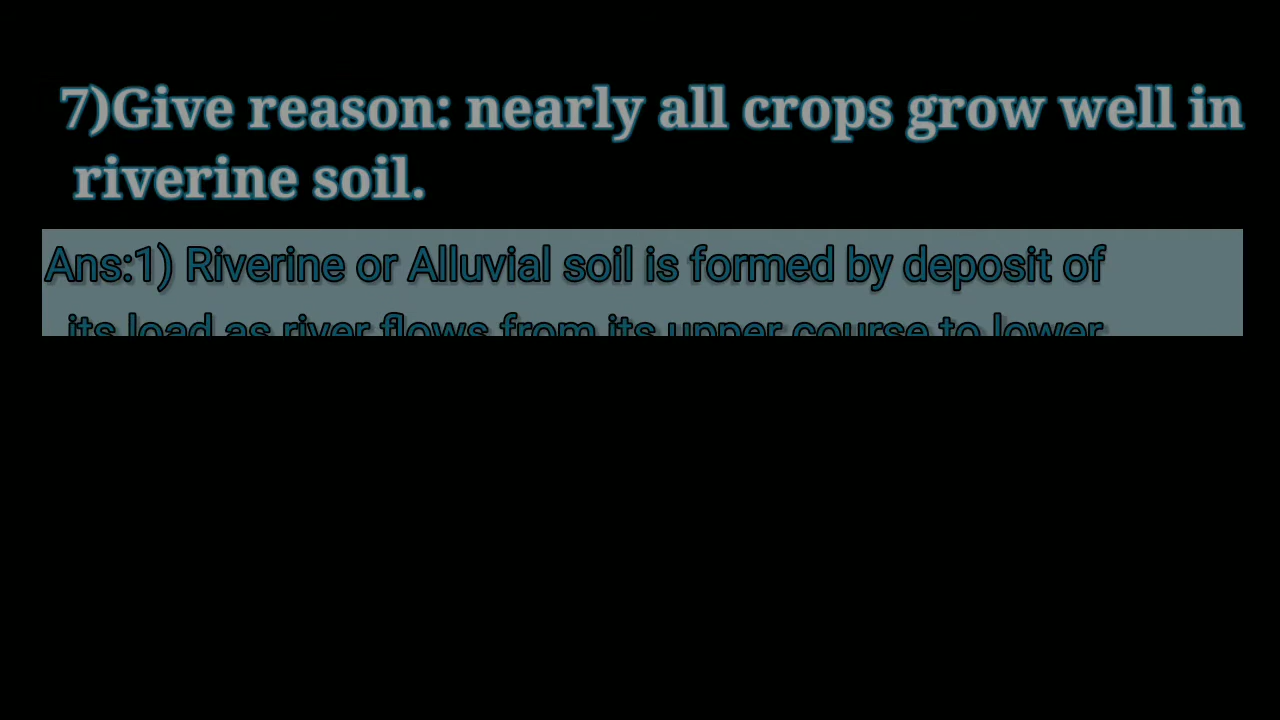 7)Give reason: nearly all crops grow well in
riverine soil.
Ans:1) Riverine or Alluvial soil is formed by deposit of
its load as river flows from its upper course to lower